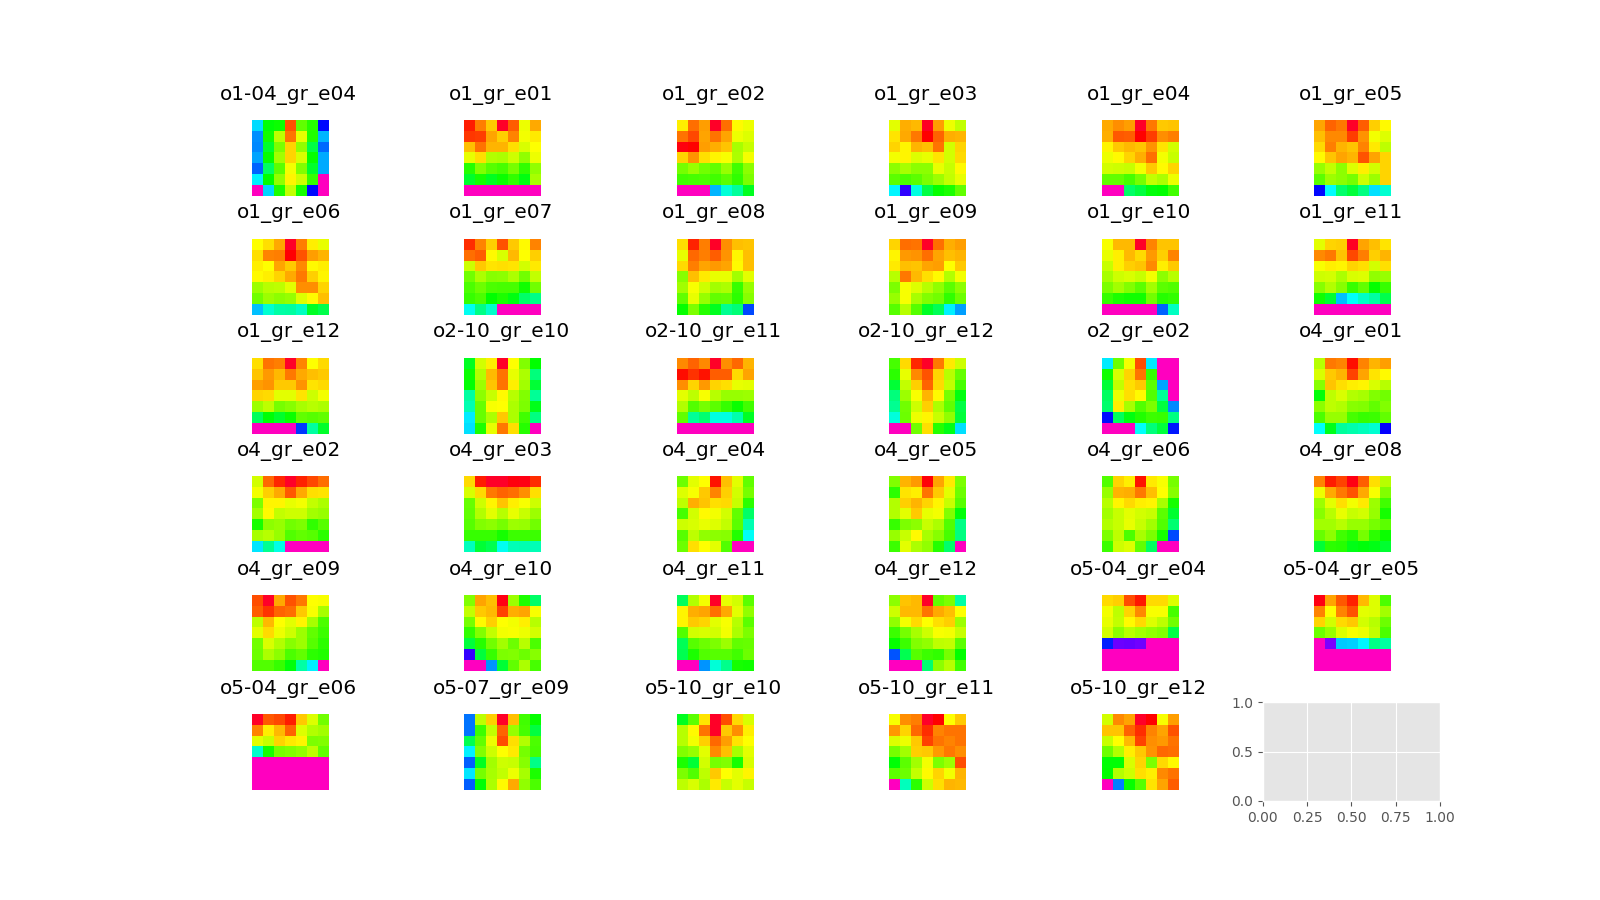 o1-04_gr_e04 o1_gr_e01 o1_gr_e02 o1_gr_e03 o1_gr_e04 o1_gr_e05
o1_gr_e06 o1_gr_e07 o1_gr_e08 o1_gr_e09 o1_gr_e10 o1_gr_e11
o1_gr_e12 o2-10_gr_e10 o2-10_gr_e11 o2-10_gr_e12 o2_gr_e02 o4_gr_e01
o4_gr_e02 o4_gr_e03 o4_gr_e04 o4_gr_e05 o4_gr_e06 o4_gr_e08
o4_gr_e09 o4_gr_e10 o4_gr_e11 o4_gr_e12 o5-04_gr_e04 o5-04_gr_e05
o5-04_gr_e06 o5-07_gr_e09 o5-10_gr_e10 o5-10_gr_e11 o5-10_gr_e12
1.0
0.5
0.0
0.00 0.25 0.50 0.75 1.00